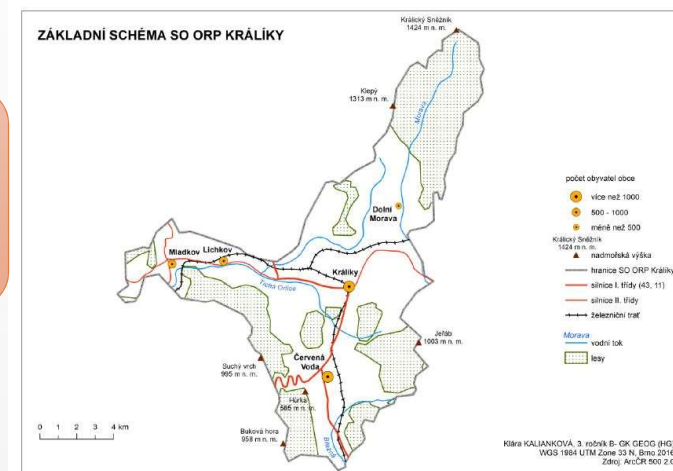 ZÁKLADNÍ SCHÉMA SO ORP KRÁLÍKY
Králický Sněžník
1424 m n. m.
Klepý
1313 m n. m.
Morava
Dolní
Morava
Mladkov
Lichkov
Králíky
Tichá Orlice
Jeřáb
1003 m n. m.
Suchý vrch
995 m n. m.
Červená
Voda
Hůrka
Buková hora
958 m n. m.
Březná
0 1 2 4 km
počet obyvatel obce
více než 1000
500 - 1000
méně než 500
Králický Sněžník
1424 m n. m.
nadmořská výška
hranice SO ORP Králíky
silnice I. třídy (43, 11)
silnice II. třídy
železniční trať
Morava
vodní tok
lesy
Klára KALIANKOVÁ, 3. ročník B- GK GEOG (HG)
WGS 1984 UTM Zone 33 N, Brno 2016
Zdroj: ArcČR 500 2.0